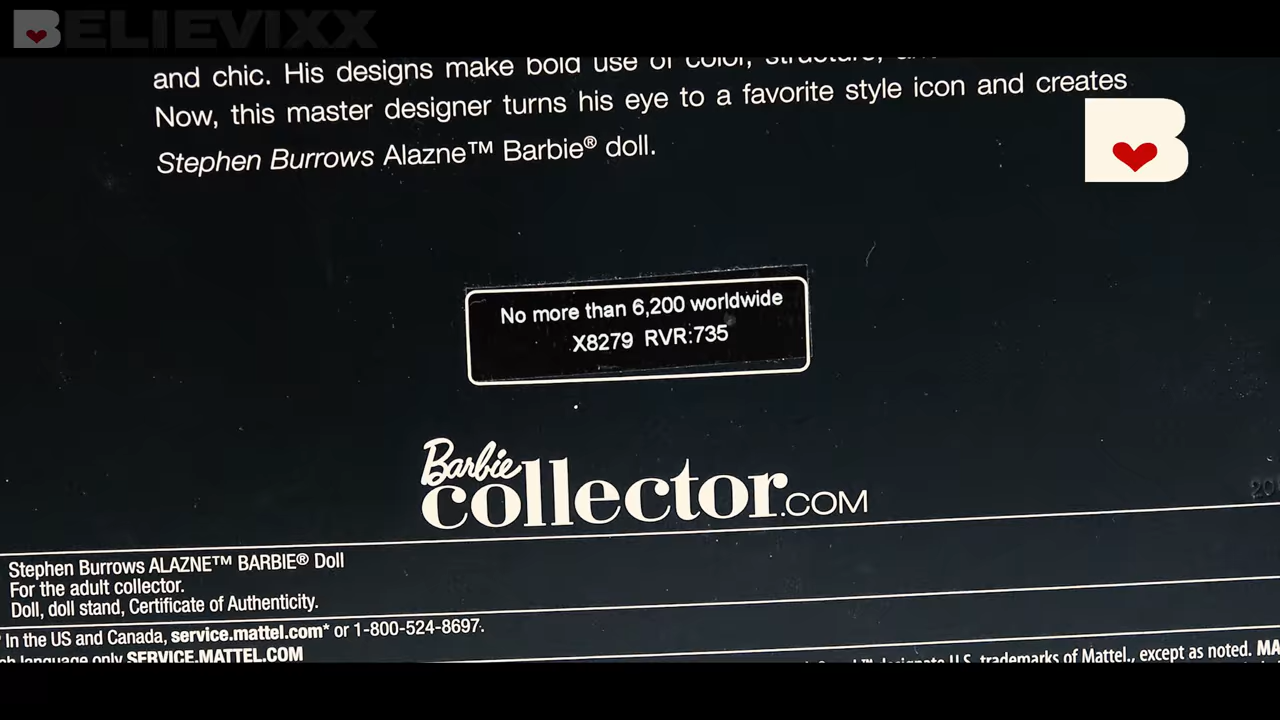 BELIEVIXX
and chic. His designs make bold use of color, structure,
Now, this master designer turns his eye to a favorite style icon and creates
Stephen Burrows Alazne™ Barbie® doll.
B
No more than 6,200 worldwide
X8279 RVR:735
Barbie
collector.COM
20
Stephen Burrows ALAZNE™ BARBIE® Doll
For the adult collector.
Doll, doll stand, Certificate of Authenticity.
In the US and Canada, service.mattel.com* or 1-800-524-8697.
language only SERVICE.MATTEL.COM
designate U.S. trademarks of Mattel., except as noted. MA